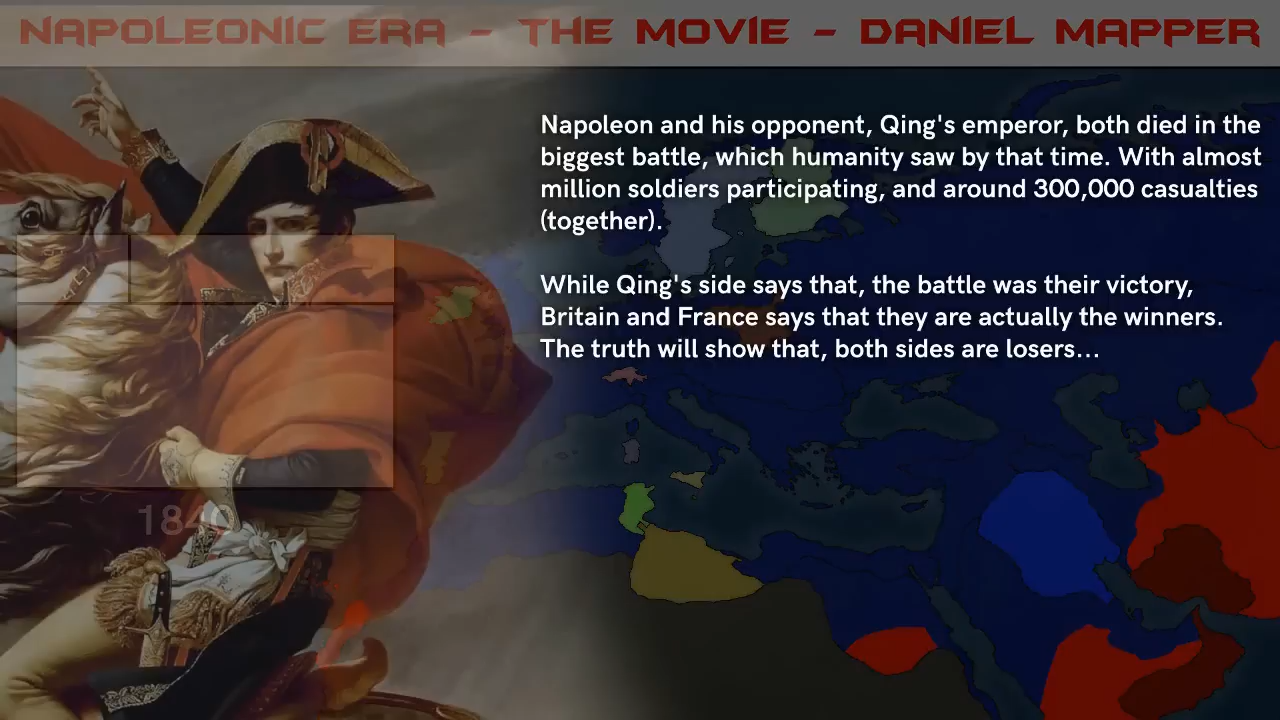 NAPOLEONIC ERA - THE MOVIE - DANIEL MAPPER
Napoleon and his opponent, Qing's emperor, both died in the
biggest battle, which humanity saw by that time. With almost
million soldiers participating, and around 300,000 casualties
(together).
While Qing's side says that, the battle was their victory,
Britain and France says that they are actually the winners.
The truth will show that, both sides are losers...